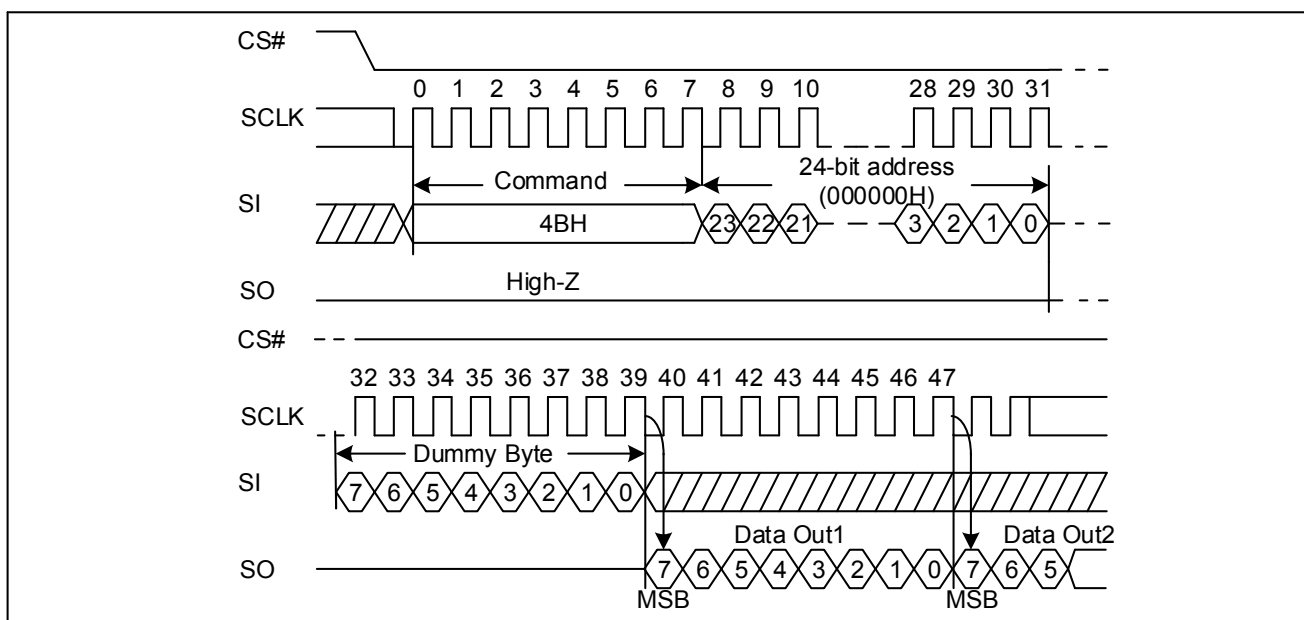 CS#
0 1 2 3 4 5 6 7 8 9 10 28 29 30 31
SCLK
Command
24-bit address
(000000H)
SI
4BH 23 22 21 3 2 1 0
High-Z
SO
CS#
32 33 34 35 36 37 38 39 40 41 42 43 44 45 46 47
SCLK
Dummy Byte
SI
7 6 5 4 3 2 1 0
Data Out1 Data Out2
SO
7 6 5 4 3 2 1 0 7 6 5
MSB MSB